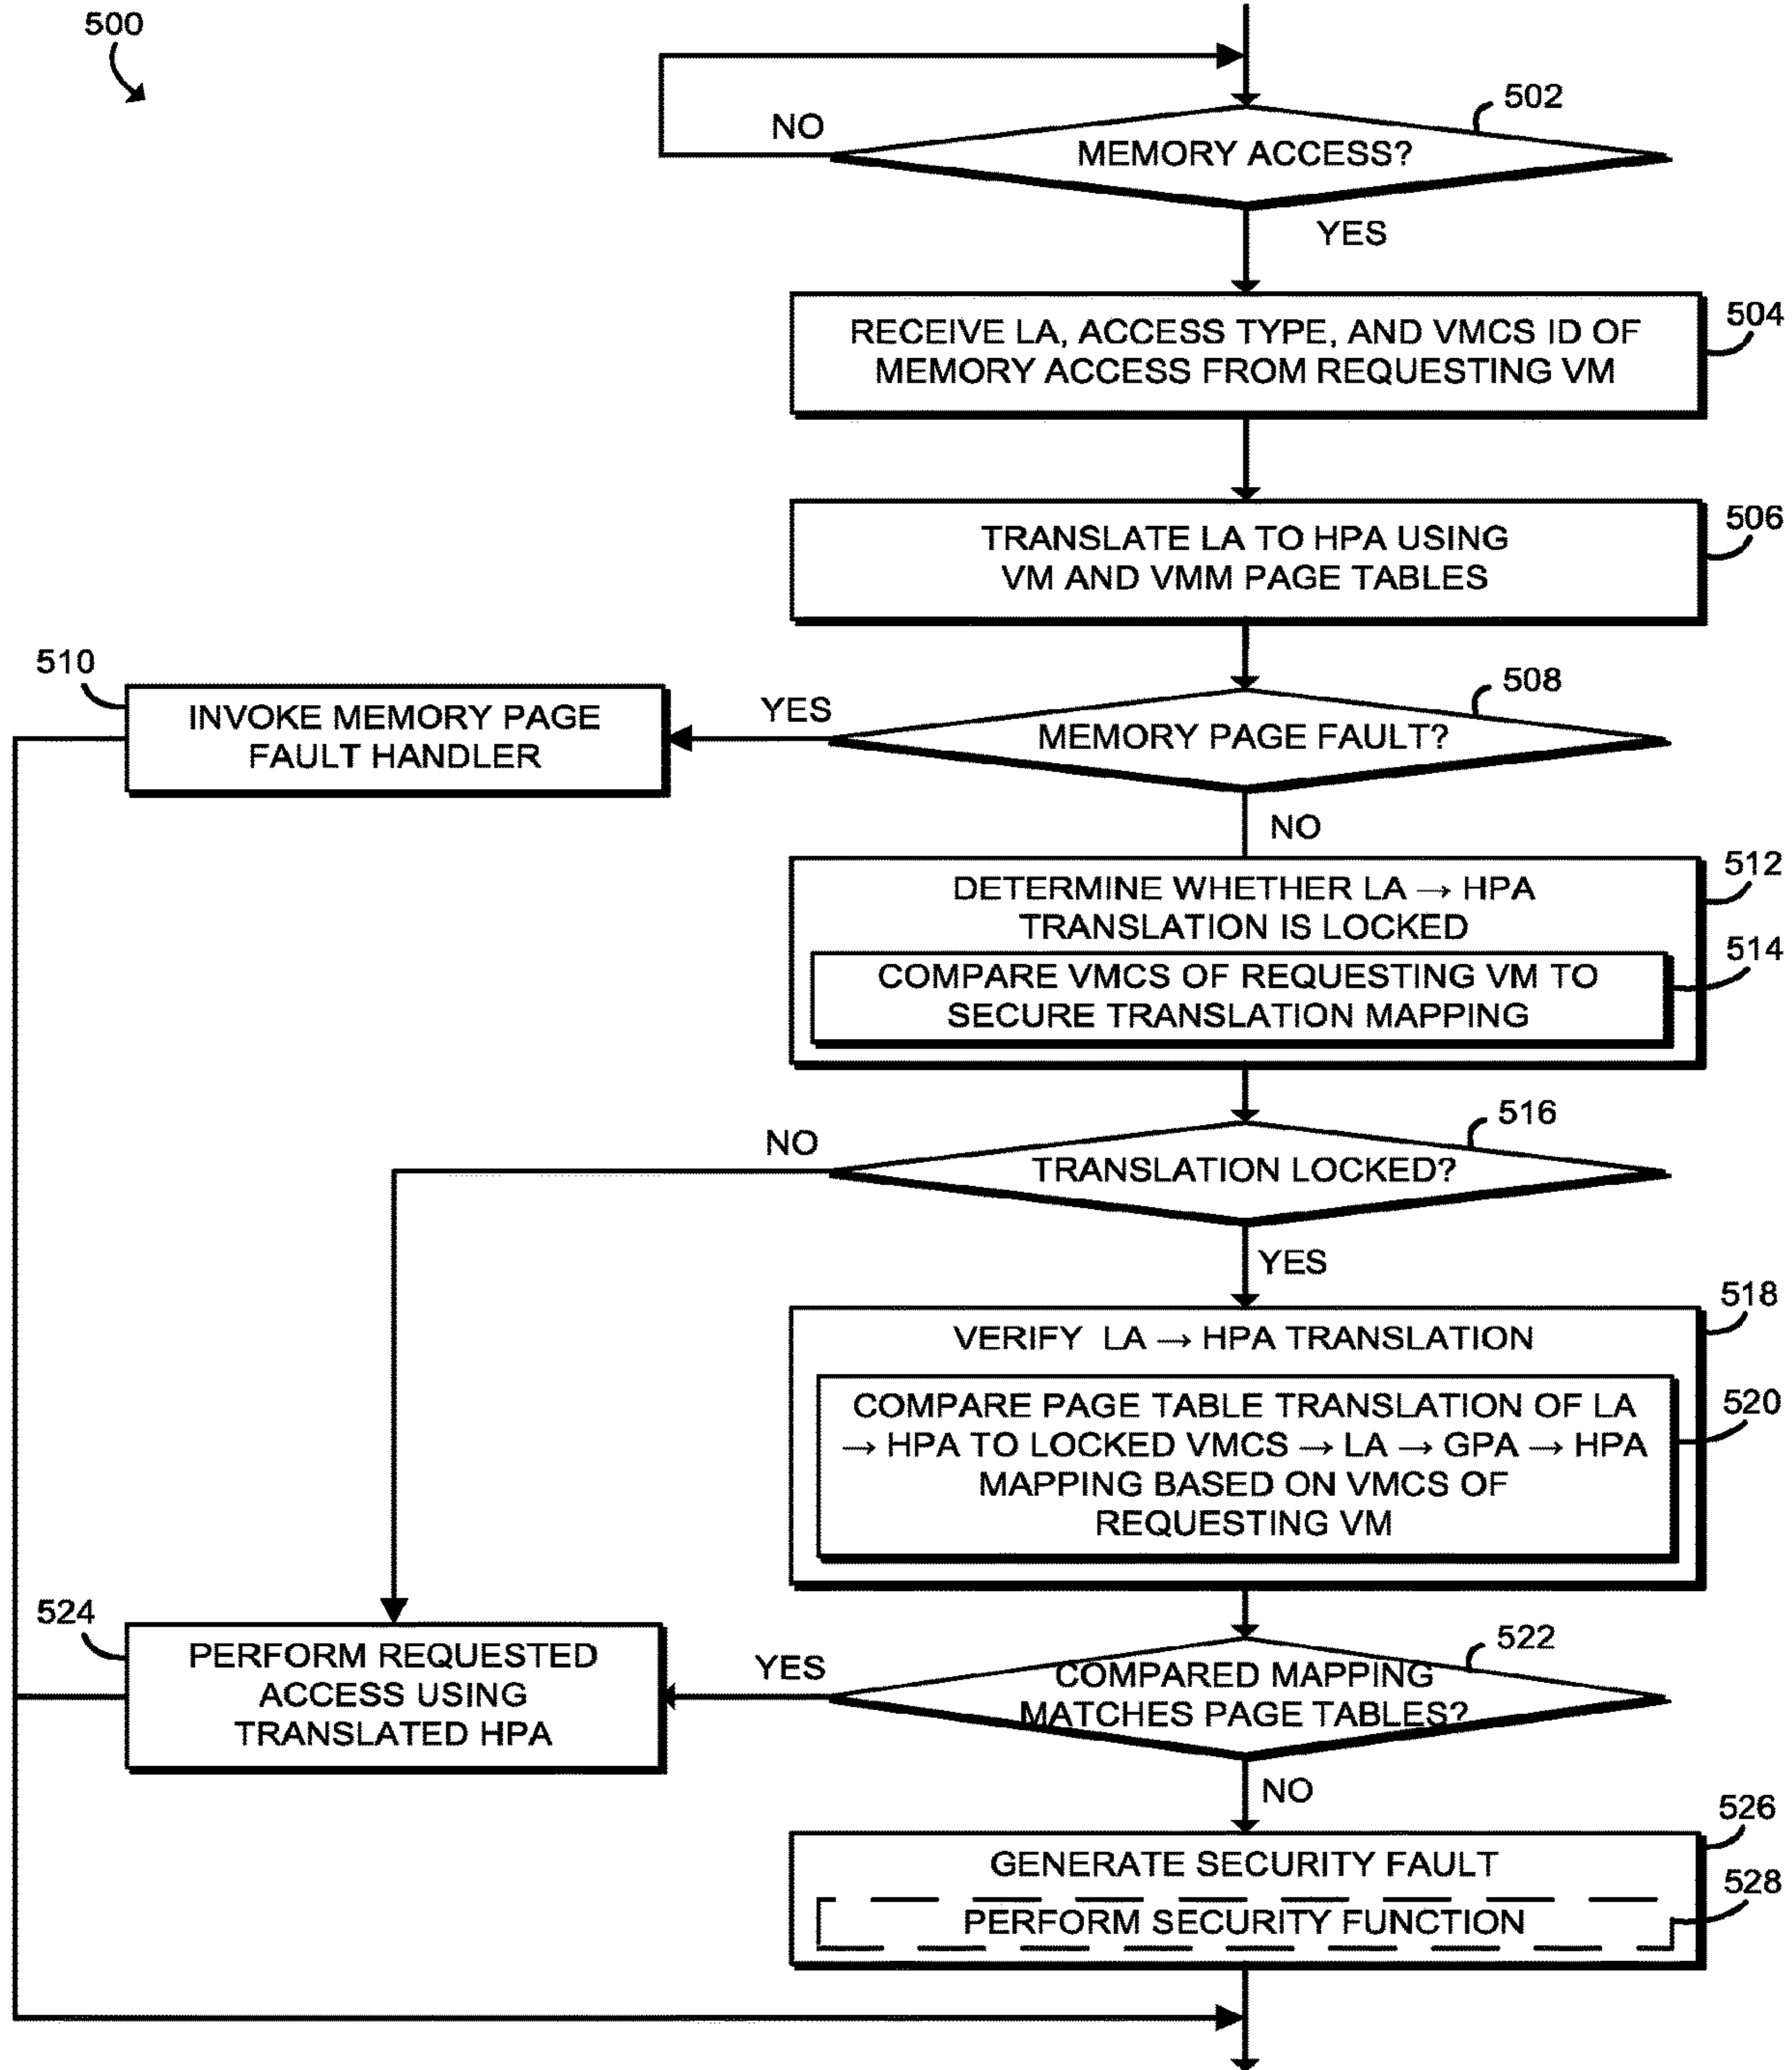 500
502
NO
MEMORY ACCESS?
YES
504
RECEIVE LA, ACCESS TYPE, AND VMCS ID OF
MEMORY ACCESS FROM REQUESTING VM
506
TRANSLATE LA TO HPA USING
VM AND VMM PAGE TABLES
510
508
INVOKE MEMORY PAGE
FAULT HANDLER
YES
MEMORY PAGE FAULT?
NO
512
DETERMINE WHETHER LA → HPA
TRANSLATION IS LOCKED
514
COMPARE VMCS OF REQUESTING VM TO
SECURE TRANSLATION MAPPING
516
NO
TRANSLATION LOCKED?
YES
518
VERIFY LA → HPA TRANSLATION
520
COMPARE PAGE TABLE TRANSLATION OF LA
→ HPA TO LOCKED VMCS → LA → GPA → HPA
MAPPING BASED ON VMCS OF
REQUESTING VM
524
522
PERFORM REQUESTED
ACCESS USING
TRANSLATED HPA
YES
COMPARED MAPPING
MATCHES PAGE TABLES?
NO
526
GENERATE SECURITY FAULT
528
PERFORM SECURITY FUNCTION